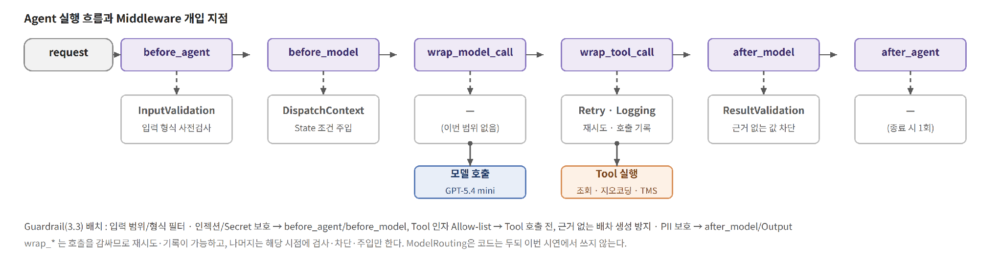 Agent 실행 흐름과 Middleware 개입 지점
request
before_agent
before_model
wrap_model_call
wrap_tool_call
after_model
after_agent
InputValidation
입력 형식 사전검사
DispatchContext
State 조건 주입
—
(이번 범위 없음)
Retry · Logging
재시도 · 호출 기록
ResultValidation
근거 없는 값 차단
—
(종료 시 1회)
모델 호출
GPT-5.4 mini
Tool 실행
조회 · 지오코딩 · TMS
Guardrail(3.3) 배치 : 입력 범위/형식 필터 · 인젝션/Secret 보호 → before_agent/before_model, Tool 인자 Allow-list → Tool 호출 전, 근거 없는 배차 생성 방지 · PII 보호 → after_model/Output
wrap_* 는 호출을 감싸므로 재시도·기록이 가능하고, 나머지는 해당 시점에 검사·차단·주입만 한다. ModelRouting은 코드는 두되 이번 시연에서 쓰지 않는다.